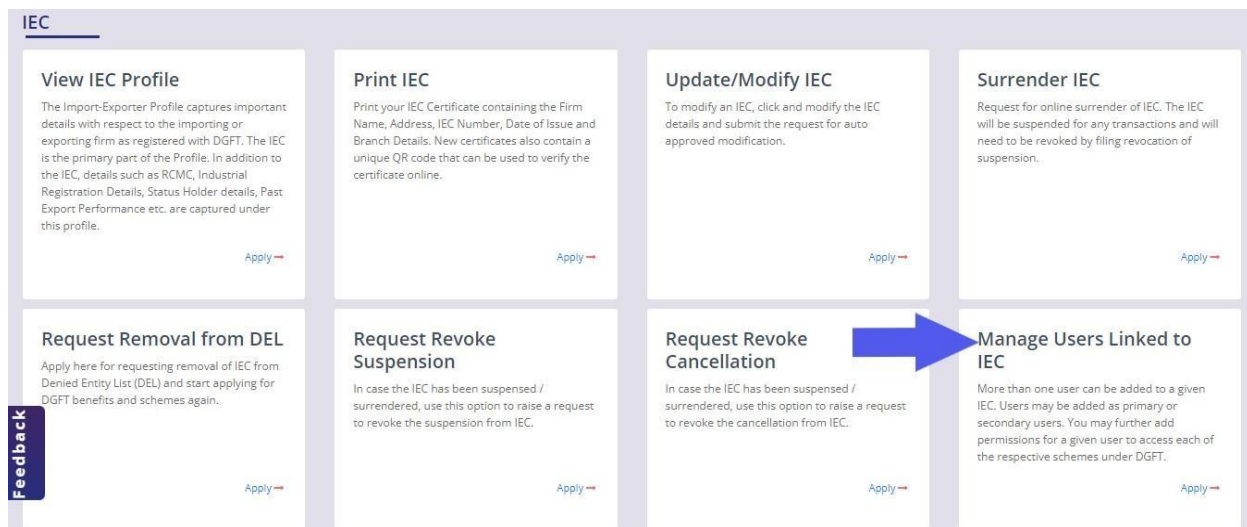 IEC
View IEC Profile
The Import-Exporter Profile captures important
details with respect to the importing or
exporting firm as registered with DGFT. The IEC
is the primary part of the Profile. In addition to
the IEC, details such as RCMC, Industrial
Registration Details, Status Holder details, Past
Export Performance etc. are captured under
this profile.
Apply→
Print IEC
Print your IEC Certificate containing the Firm
Name, Address, IEC Number, Date of Issue and
Branch Details. New certificates also contain a
unique QR code that can be used to verify the
certificate online.
Apply→
Update/Modify IEC
To modify an IEC, click and modify the IEC
details and submit the request for auto
approved modification.
Apply→
Surrender IEC
Request for online surrender of IEC. The IEC
will be suspended for any transactions and will
need to be revoked by filing revocation of
suspension.
Apply→
Request Removal from DEL
Apply here for requesting removal of IEC from
Denied Entity List (DEL) and start applying for
DGFT benefits and schemes again.
Apply→
Request Revoke
Suspension
In case the IEC has been suspended /
surrendered, use this option to raise a request
to revoke the suspension from IEC.
Apply→
Request Revoke
Cancellation
In case the IEC has been suspended /
surrendered, use this option to raise a request
to revoke the cancellation from IEC.
Apply→
Manage Users Linked to
IEC
More than one user can be added to a given
IEC. Users may be added as primary or
secondary users. You may further add
permissions for a given user to access each of
the respective schemes under DGFT.
Apply→
Feedback